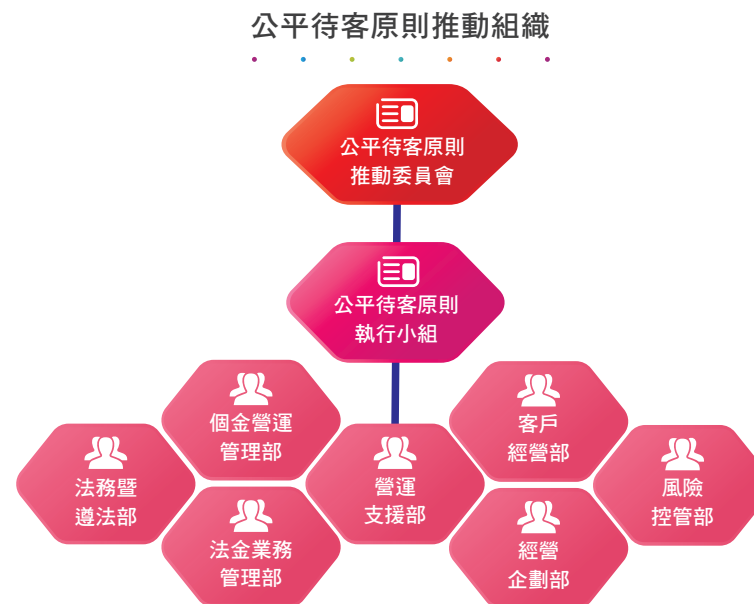 公平待客原則推動組織
公平待客原則
推動委員會
公平待客原則
執行小組
個金營運
管理部
客戶
經營部
法務暨
遵法部
營運
支援部
風險
控管部
法金業務
管理部
經營
企劃部